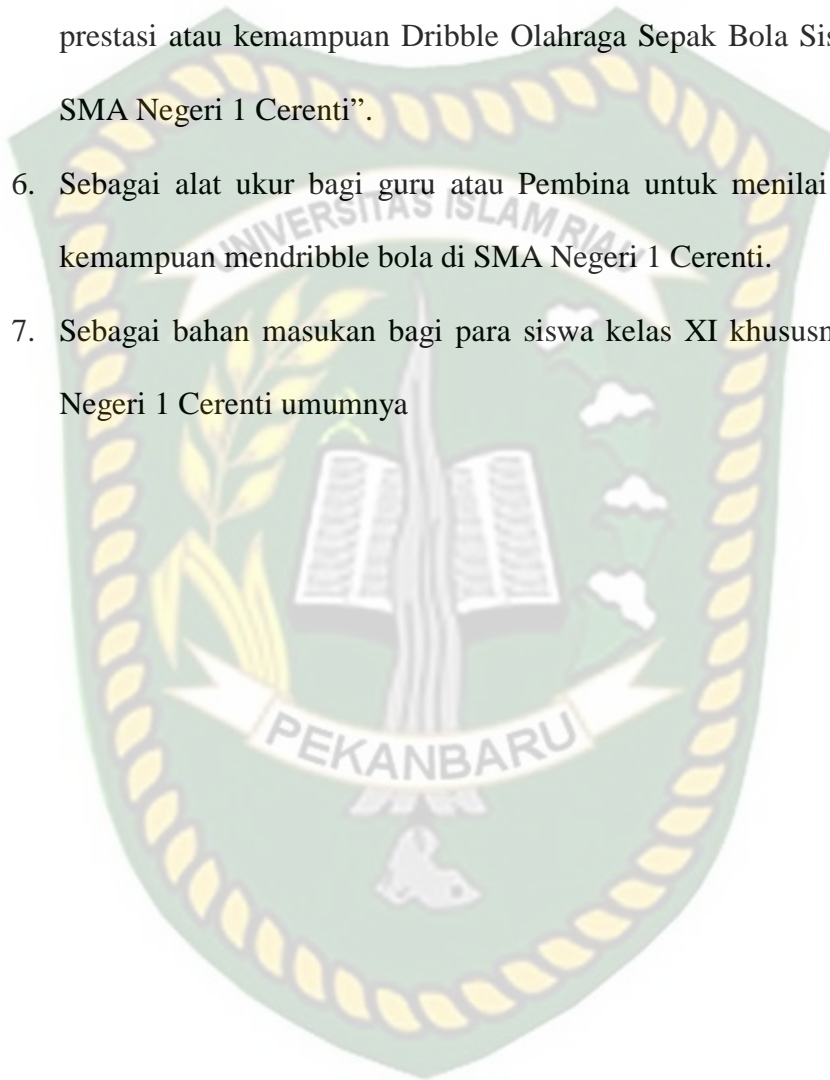 prestasi atau kemampuan Dribble Olahraga Sepak Bola
SMA Negeri 1 Cerenti”.
6. Sebagai alat ukur bagi guru atau Pembina untuk menilai
UNIVERSITAS ISLAM RIAU
kemampuan mendribble bola di SMA Negeri 1 Cerenti.
7. Sebagai bahan masukan bagi para siswa kelas XI
Negeri 1 Cerenti umumnya
PEKANBARU